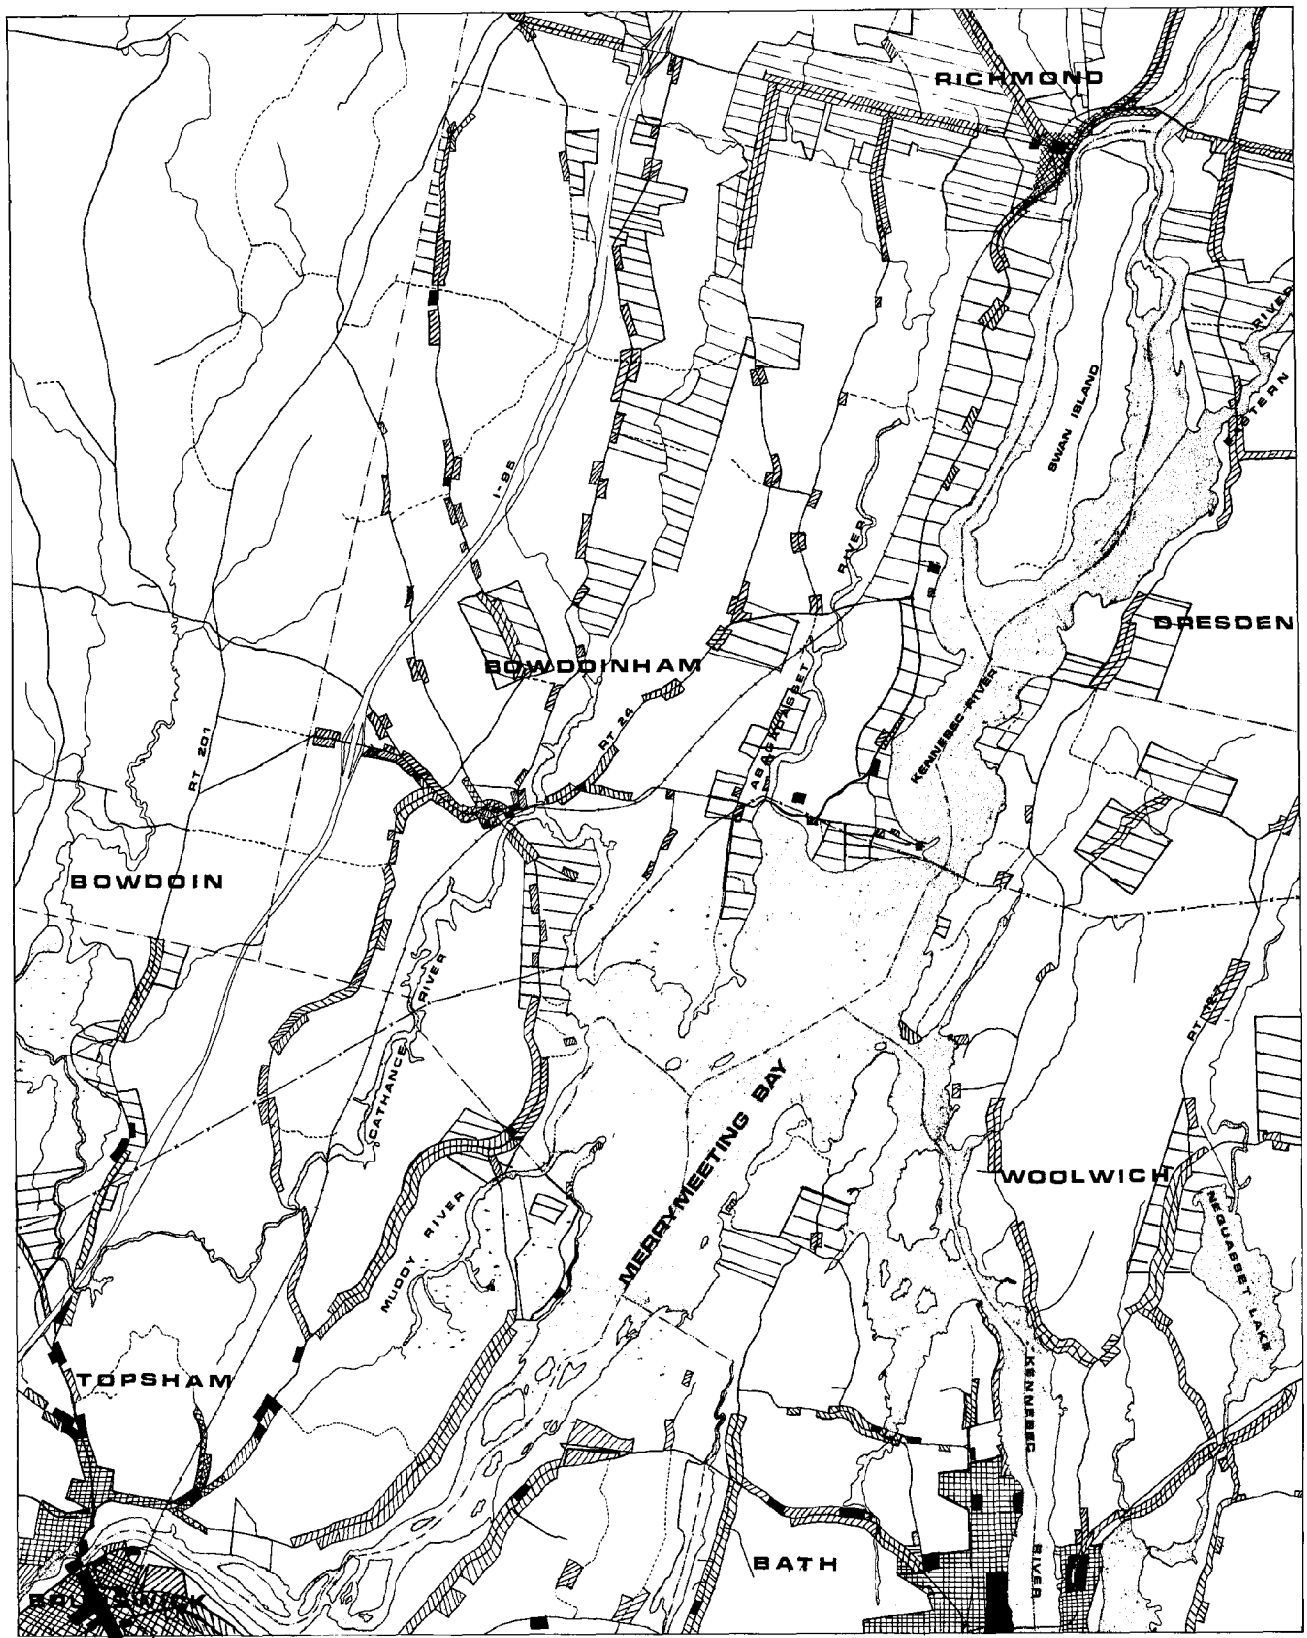 RICHMOND
RIVER
EASTERN
SWAN ISLAND
I-95
RIVER
DRESDEN
BOWDOINHAM
RT 24
ABAGADASSET
KENNEBEC RIVER
RT 201
BOWDOIN
CATHANCE RIVER
MERRYMEETING BAY
WOOLWICH
MUDDY RIVER
NEQUASSET LAKE
TOPSHAM
KENNEBEC
RIVER
BATH
BRUNSWICK